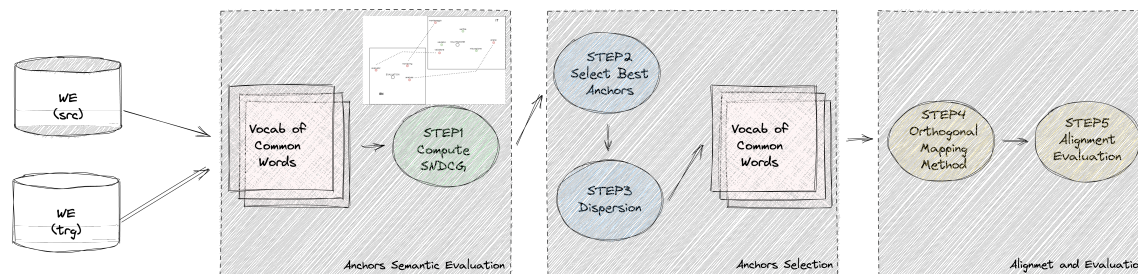 WE
(src)
WE
(trg)
Vocab of
Common
Words
STEP1
Compute
SNDCG
Anchors Semantic Evaluation
STEP2
Select Best
Anchors
STEP3
Dispersion
Vocab of
Common
Words
Anchors Selection
STEP4
Orthogonal
Mapping
Method
STEP5
Alignment
Evaluation
Alignmet and Evaluation